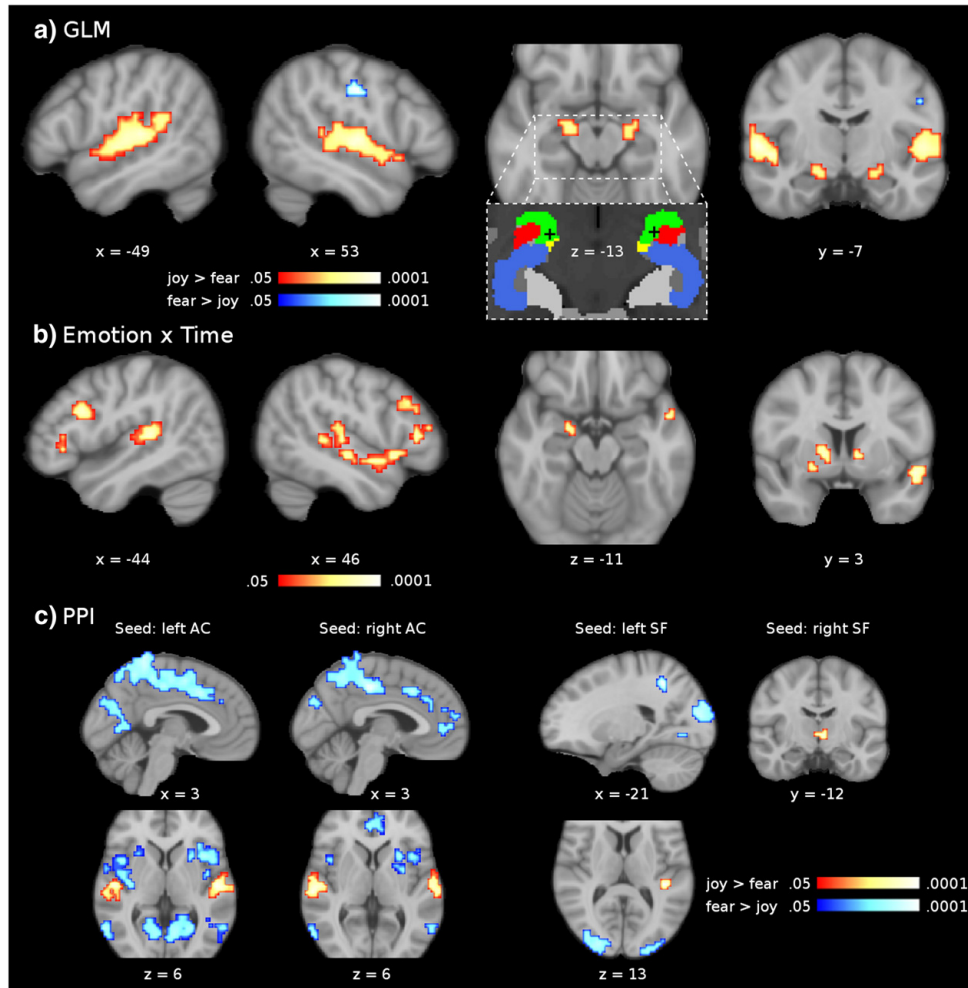 a) GLM
x = -49
x = 53
z = -13
y = -7
joy > fear .05 .0001
fear > joy .05 .0001
b) Emotion x Time
x = -44
x = 46
z = -11
y = 3
.05 .0001
c) PPI
Seed: left AC
Seed: right AC
Seed: left SF
Seed: right SF
x = 3
x = 3
x = -21
y = -12
joy > fear .05 .0001
fear > joy .05 .0001
z = 6
z = 6
z = 13